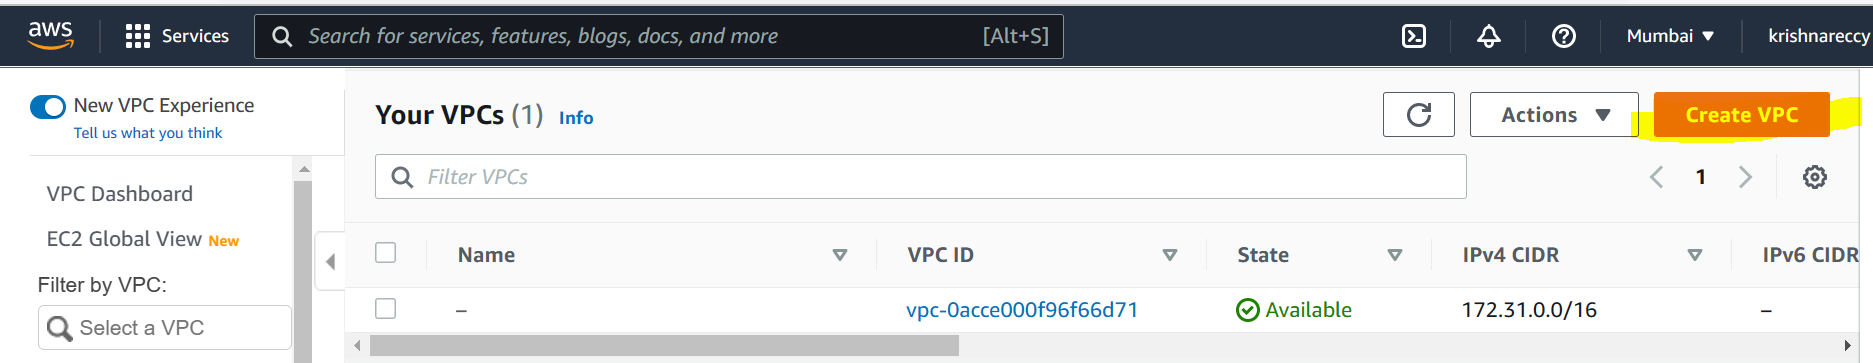 aws Services Search for services, features, blogs, docs, and more [Alt+S] Mumbai krishnareccy
New VPC Experience
Tell us what you think
VPC Dashboard
EC2 Global View New
Filter by VPC:
Select a VPC
Your VPCs (1) Info Actions Create VPC
Filter VPCs 1
Name VPC ID State IPv4 CIDR IPv6 CIDR
– vpc-0acce000f96f66d71 Available 172.31.0.0/16 –